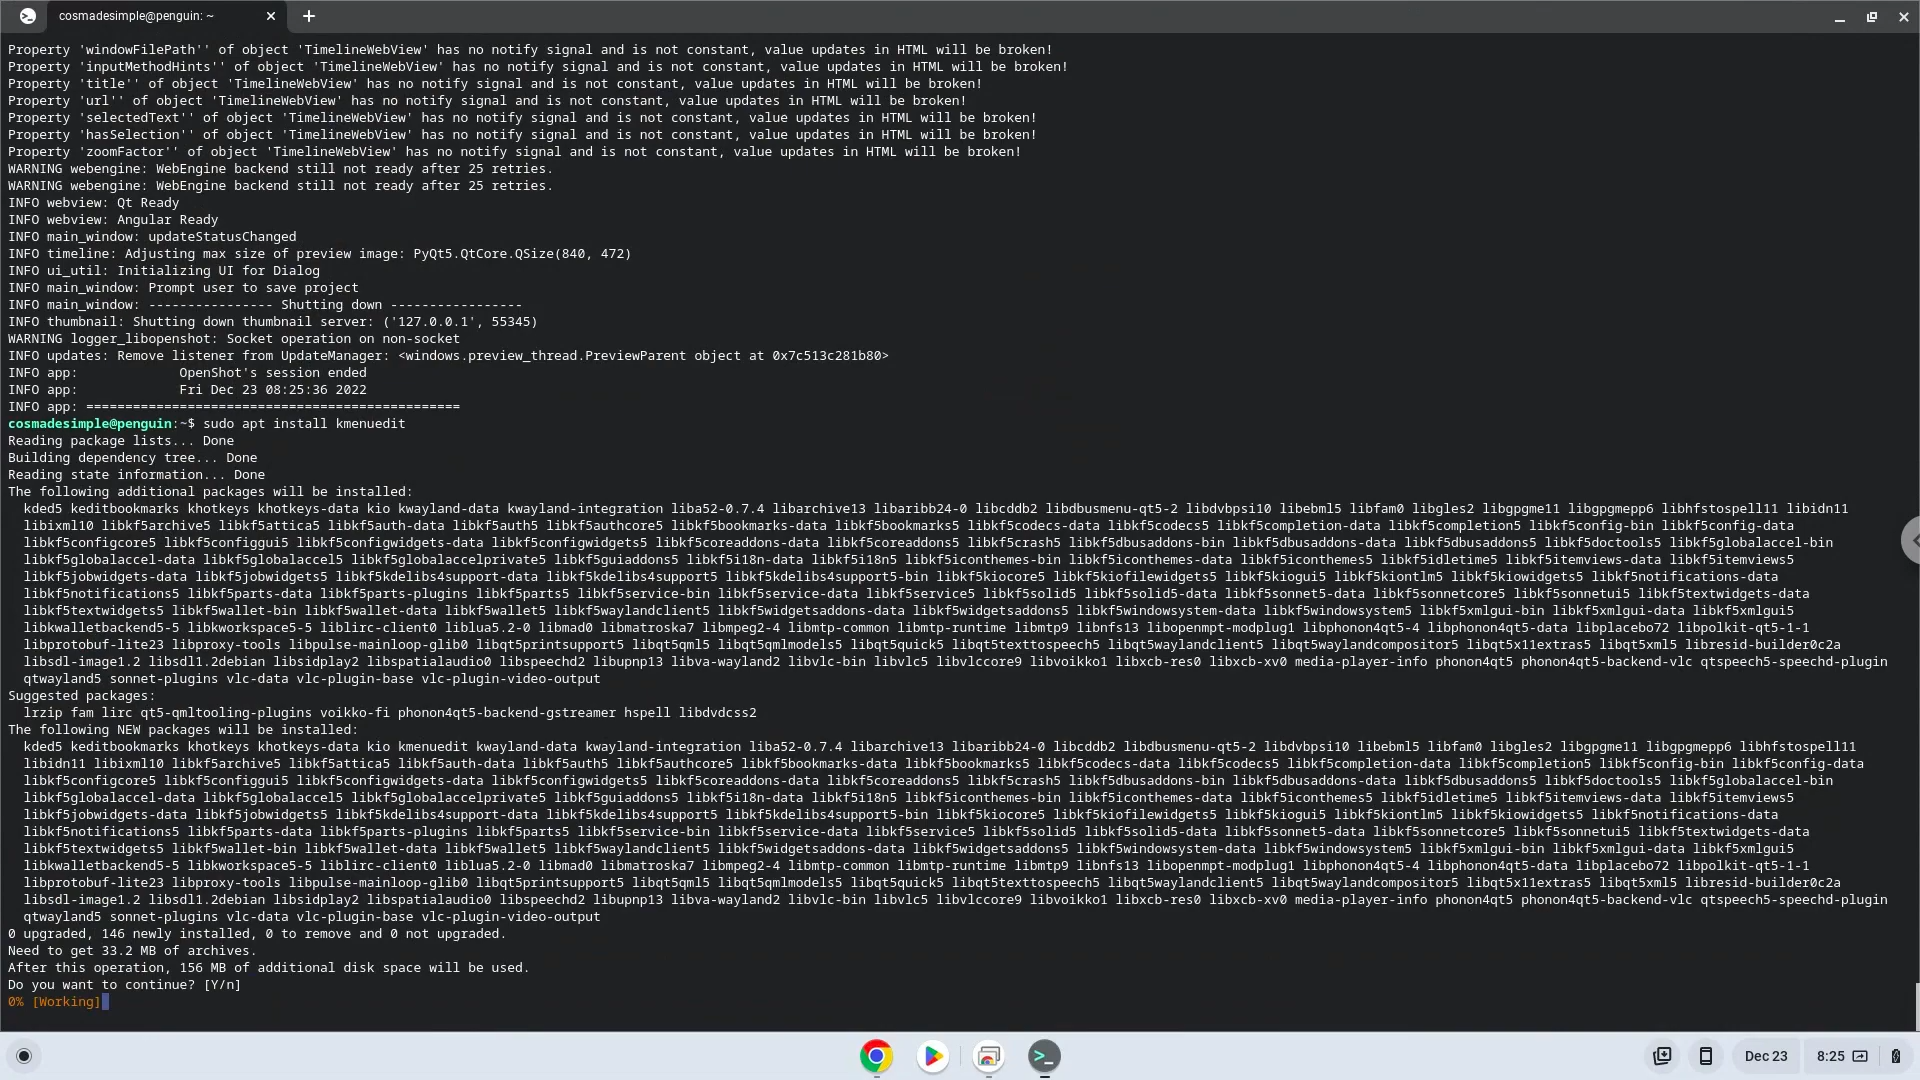 cosmadesimple@penguin: ~
Property 'windowFilePath'' of object 'TimelineWebView' has no notify signal and is not constant, value updates in HTML will be broken!
Property 'inputMethodHints'' of object 'TimelineWebView' has no notify signal and is not constant, value updates in HTML will be broken!
Property 'title'' of object 'TimelineWebView' has no notify signal and is not constant, value updates in HTML will be broken!
Property 'url'' of object 'TimelineWebView' has no notify signal and is not constant, value updates in HTML will be broken!
Property 'selectedText'' of object 'TimelineWebView' has no notify signal and is not constant, value updates in HTML will be broken!
Property 'hasSelection'' of object 'TimelineWebView' has no notify signal and is not constant, value updates in HTML will be broken!
Property 'zoomFactor'' of object 'TimelineWebView' has no notify signal and is not constant, value updates in HTML will be broken!
WARNING webengine: WebEngine backend still not ready after 25 retries.
WARNING webengine: WebEngine backend still not ready after 25 retries.
INFO webview: Qt Ready
INFO webview: Angular Ready
INFO main_window: updateStatusChanged
INFO timeline: Adjusting max size of preview image: PyQt5.QtCore.QSize(840, 472)
INFO ui_util: Initializing UI for Dialog
INFO main_window: Prompt user to save project
INFO main_window: ---------------- Shutting down -----------------
INFO thumbnail: Shutting down thumbnail server: ('127.0.0.1', 55345)
WARNING logger_libopenshot: Socket operation on non-socket
INFO updates: Remove listener from UpdateManager: <windows.preview_thread.PreviewParent object at 0x7c513c281b80>
INFO app:             OpenShot's session ended
INFO app:             Fri Dec 23 08:25:36 2022
INFO app: ================================================
cosmadesimple@penguin:~$ sudo apt install kmenuedit
Reading package lists... Done
Building dependency tree... Done
Reading state information... Done
The following additional packages will be installed:
kded5 keditbookmarks khotkeys khotkeys-data kio kwayland-data kwayland-integration liba52-0.7.4 libarchive13 libaribb24-0 libcddb2 libdbusmenu-qt5-2 libdvbpsi10 libebml5 libfam0 libgles2 libgpgme11 libgpgmepp6 libhfstospell11 libidn11
libixml10 libkf5archive5 libkf5attica5 libkf5auth-data libkf5auth5 libkf5authcore5 libkf5bookmarks-data libkf5bookmarks5 libkf5codecs-data libkf5codecs5 libkf5completion-data libkf5completion5 libkf5config-bin libkf5config-data
libkf5configcore5 libkf5configgui5 libkf5configwidgets-data libkf5configwidgets5 libkf5coreaddons-data libkf5coreaddons5 libkf5crash5 libkf5dbusaddons-bin libkf5dbusaddons-data libkf5dbusaddons5 libkf5doctools5 libkf5globalaccel-bin
libkf5globalaccel-data libkf5globalaccel5 libkf5globalaccelprivate5 libkf5guiaddons5 libkf5i18n-data libkf5i18n5 libkf5iconthemes-bin libkf5iconthemes-data libkf5iconthemes5 libkf5idletime5 libkf5itemviews-data libkf5itemviews5
libkf5jobwidgets-data libkf5jobwidgets5 libkf5kdelibs4support-data libkf5kdelibs4support5 libkf5kdelibs4support5-bin libkf5kiocore5 libkf5kiofilewidgets5 libkf5kiogui5 libkf5kiontlm5 libkf5kiowidgets5 libkf5notifications-data
libkf5notifications5 libkf5parts-data libkf5parts-plugins libkf5parts5 libkf5service-bin libkf5service-data libkf5service5 libkf5solid5 libkf5solid5-data libkf5sonnet5-data libkf5sonnetcore5 libkf5sonnetui5 libkf5textwidgets-data
libkf5textwidgets5 libkf5wallet-bin libkf5wallet-data libkf5wallet5 libkf5waylandclient5 libkf5widgetsaddons-data libkf5widgetsaddons5 libkf5windowsystem-data libkf5windowsystem5 libkf5xmlgui-bin libkf5xmlgui-data libkf5xmlgui5
libkwalletbackend5-5 libkworkspace5-5 liblirc-client0 liblua5.2-0 libmad0 libmatroska7 libmpeg2-4 libmtp-common libmtp-runtime libmtp9 libnfs13 libopenmpt-modplug1 libphonon4qt5-4 libphonon4qt5-data libplacebo72 libpolkit-qt5-1-1
libprotobuf-lite23 libproxy-tools libpulse-mainloop-glib0 libqt5printsupport5 libqt5qml5 libqt5qmlmodels5 libqt5quick5 libqt5texttospeech5 libqt5waylandclient5 libqt5waylandcompositor5 libqt5x11extras5 libqt5xml5 libresid-builder0c2a
libsdl-image1.2 libsdl1.2debian libsidplay2 libspatialaudio0 libspeechd2 libupnp13 libva-wayland2 libvlc-bin libvlc5 libvlccore9 libvoikko1 libxcb-res0 libxcb-xv0 media-player-info phonon4qt5 phonon4qt5-backend-vlc qtspeech5-speechd-plugin
qtwayland5 sonnet-plugins vlc-data vlc-plugin-base vlc-plugin-video-output
Suggested packages:
lrzip fam lirc qt5-qmltooling-plugins voikko-fi phonon4qt5-backend-gstreamer hspell libdvdcss2
The following NEW packages will be installed:
kded5 keditbookmarks khotkeys khotkeys-data kio kmenuedit kwayland-data kwayland-integration liba52-0.7.4 libarchive13 libaribb24-0 libcddb2 libdbusmenu-qt5-2 libdvbpsi10 libebml5 libfam0 libgles2 libgpgme11 libgpgmepp6 libhfstospell11
libidn11 libixml10 libkf5archive5 libkf5attica5 libkf5auth-data libkf5auth5 libkf5authcore5 libkf5bookmarks-data libkf5bookmarks5 libkf5codecs-data libkf5codecs5 libkf5completion-data libkf5completion5 libkf5config-bin libkf5config-data
libkf5configcore5 libkf5configgui5 libkf5configwidgets-data libkf5configwidgets5 libkf5coreaddons-data libkf5coreaddons5 libkf5crash5 libkf5dbusaddons-bin libkf5dbusaddons-data libkf5dbusaddons5 libkf5doctools5 libkf5globalaccel-bin
libkf5globalaccel-data libkf5globalaccel5 libkf5globalaccelprivate5 libkf5guiaddons5 libkf5i18n-data libkf5i18n5 libkf5iconthemes-bin libkf5iconthemes-data libkf5iconthemes5 libkf5idletime5 libkf5itemviews-data libkf5itemviews5
libkf5jobwidgets-data libkf5jobwidgets5 libkf5kdelibs4support-data libkf5kdelibs4support5 libkf5kdelibs4support5-bin libkf5kiocore5 libkf5kiofilewidgets5 libkf5kiogui5 libkf5kiontlm5 libkf5kiowidgets5 libkf5notifications-data
libkf5notifications5 libkf5parts-data libkf5parts-plugins libkf5parts5 libkf5service-bin libkf5service-data libkf5service5 libkf5solid5 libkf5solid5-data libkf5sonnet5-data libkf5sonnetcore5 libkf5sonnetui5 libkf5textwidgets-data
libkf5textwidgets5 libkf5wallet-bin libkf5wallet-data libkf5wallet5 libkf5waylandclient5 libkf5widgetsaddons-data libkf5widgetsaddons5 libkf5windowsystem-data libkf5windowsystem5 libkf5xmlgui-bin libkf5xmlgui-data libkf5xmlgui5
libkwalletbackend5-5 libkworkspace5-5 liblirc-client0 liblua5.2-0 libmad0 libmatroska7 libmpeg2-4 libmtp-common libmtp-runtime libmtp9 libnfs13 libopenmpt-modplug1 libphonon4qt5-4 libphonon4qt5-data libplacebo72 libpolkit-qt5-1-1
libprotobuf-lite23 libproxy-tools libpulse-mainloop-glib0 libqt5printsupport5 libqt5qml5 libqt5qmlmodels5 libqt5quick5 libqt5texttospeech5 libqt5waylandclient5 libqt5waylandcompositor5 libqt5x11extras5 libqt5xml5 libresid-builder0c2a
libsdl-image1.2 libsdl1.2debian libsidplay2 libspatialaudio0 libspeechd2 libupnp13 libva-wayland2 libvlc-bin libvlc5 libvlccore9 libvoikko1 libxcb-res0 libxcb-xv0 media-player-info phonon4qt5 phonon4qt5-backend-vlc qtspeech5-speechd-plugin
qtwayland5 sonnet-plugins vlc-data vlc-plugin-base vlc-plugin-video-output
0 upgraded, 146 newly installed, 0 to remove and 0 not upgraded.
Need to get 33.2 MB of archives.
After this operation, 156 MB of additional disk space will be used.
Do you want to continue? [Y/n]
0% [Working]
Dec 23
8:25